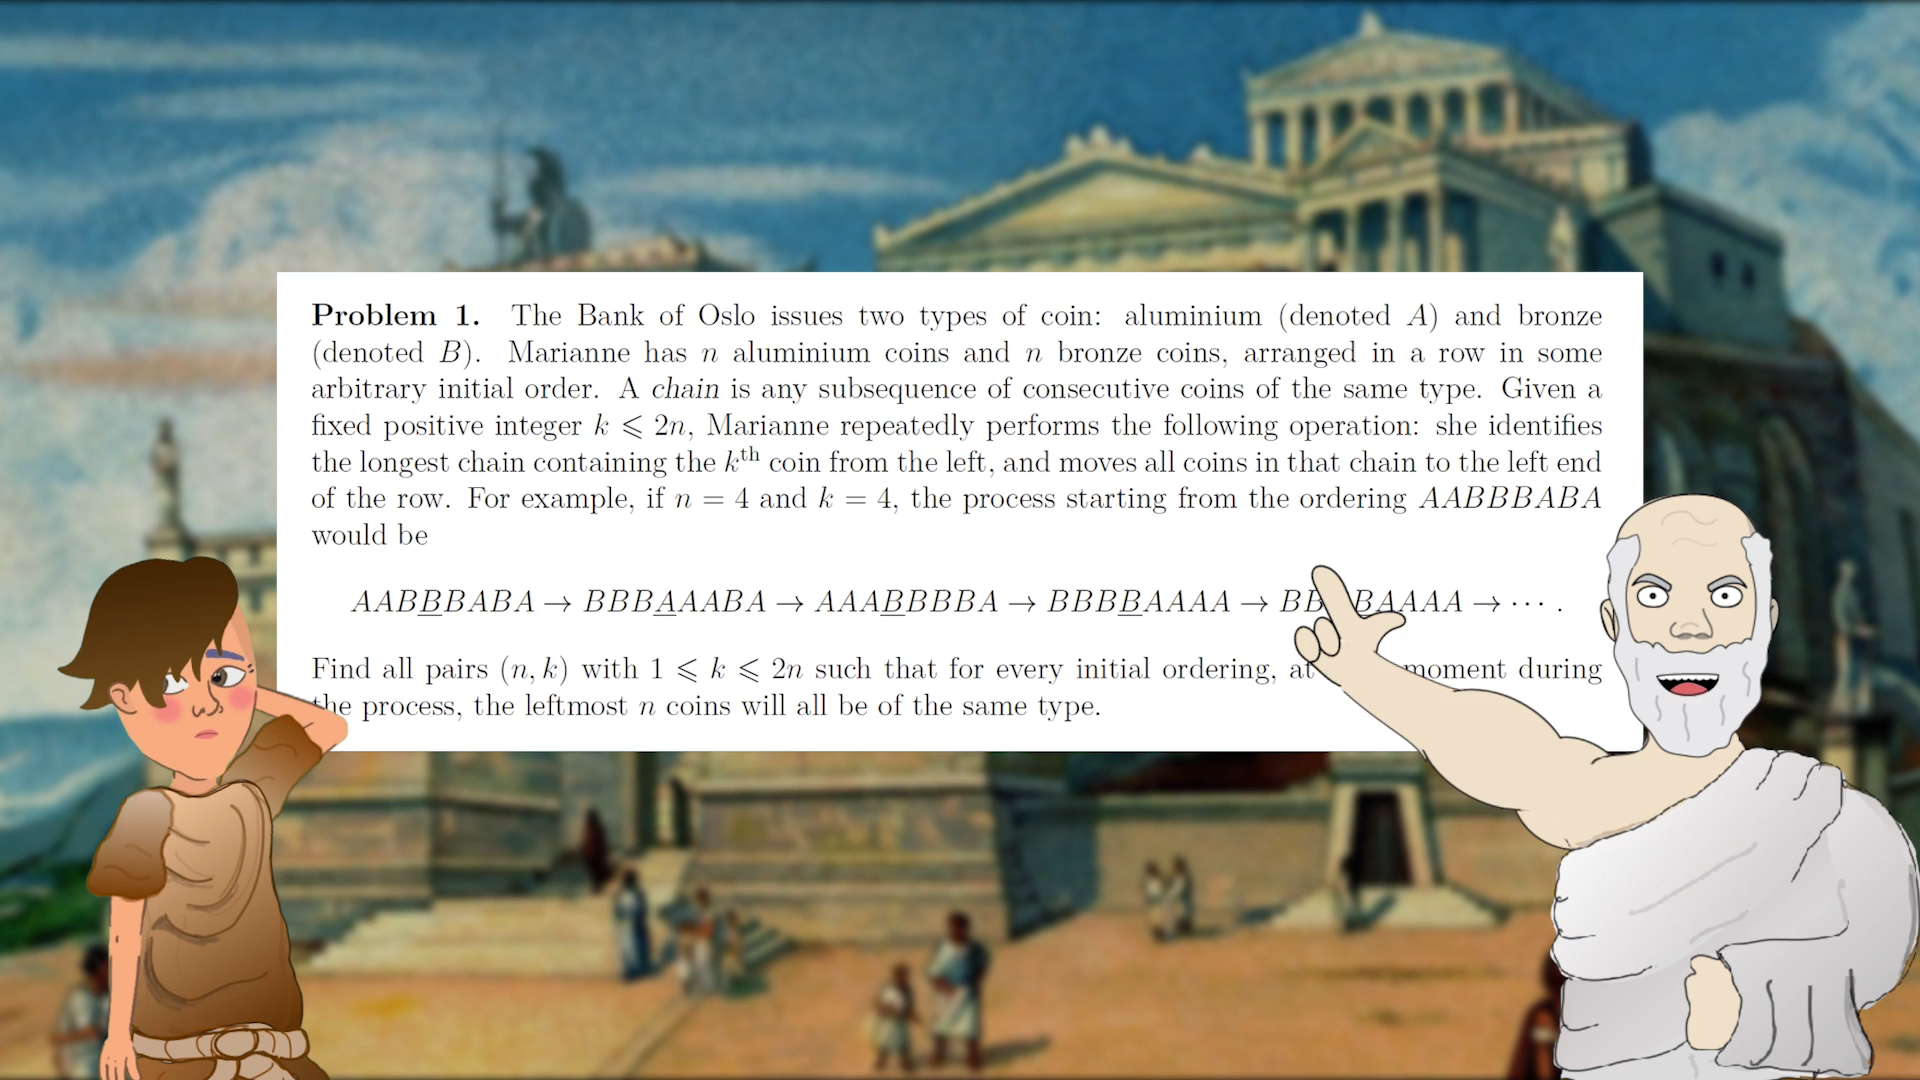 Problem 1. The Bank of Oslo issues two types of coin: aluminium (denoted A) and bronze
(denoted B). Marianne has n aluminium coins and n bronze coins, arranged in a row in some
arbitrary initial order. A chain is any subsequence of consecutive coins of the same type. Given a
fixed positive integer k ⩽ 2n, Marianne repeatedly performs the following operation: she identifies
the longest chain containing the kᵗʰ coin from the left, and moves all coins in that chain to the left end
of the row. For example, if n = 4 and k = 4, the process starting from the ordering AABBBABA
would be
AABBBABA → BBBAAABA → AAABBBBA → BBBBAAAA → BB BAAAA → ⋯ .
Find all pairs (n, k) with 1 ⩽ k ⩽ 2n such that for every initial ordering, at moment during
the process, the leftmost n coins will all be of the same type.